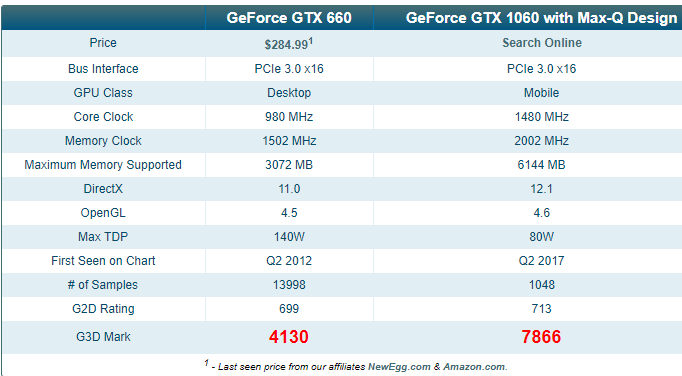 GeForce GTX 660 GeForce GTX 1060 with Max-Q Design
Price $284.99¹ Search Online
Bus Interface PCIe 3.0 x16 PCIe 3.0 x16
GPU Class Desktop Mobile
Core Clock 980 MHz 1480 MHz
Memory Clock 1502 MHz 2002 MHz
Maximum Memory Supported 3072 MB 6144 MB
DirectX 11.0 12.1
OpenGL 4.5 4.6
Max TDP 140W 80W
First Seen on Chart Q2 2012 Q2 2017
# of Samples 13998 1048
G2D Rating 699 713
G3D Mark 4130 7866
¹ - Last seen price from our affiliates NewEgg.com & Amazon.com.